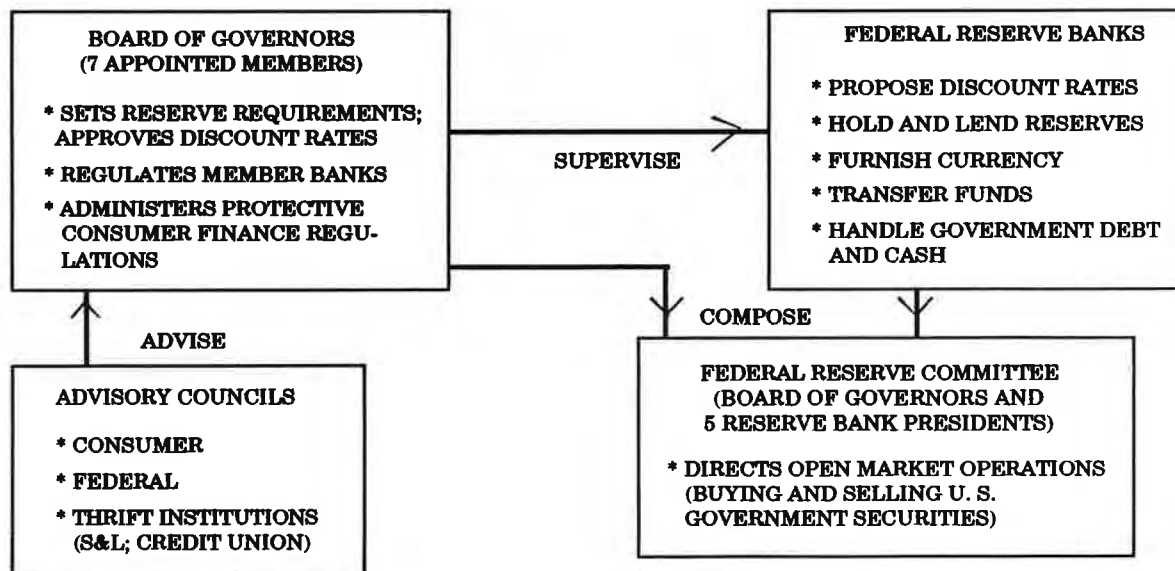 BOARD OF GOVERNORS
(7 APPOINTED MEMBERS)
* SETS RESERVE REQUIREMENTS;
APPROVES DISCOUNT RATES
* REGULATES MEMBER BANKS
* ADMINISTERS PROTECTIVE
CONSUMER FINANCE REGU-
LATIONS
SUPERVISE
FEDERAL RESERVE BANKS
* PROPOSE DISCOUNT RATES
* HOLD AND LEND RESERVES
* FURNISH CURRENCY
* TRANSFER FUNDS
* HANDLE GOVERNMENT DEBT
AND CASH
ADVISE
COMPOSE
ADVISORY COUNCILS
* CONSUMER
* FEDERAL
* THRIFT INSTITUTIONS
(S&L; CREDIT UNION)
FEDERAL RESERVE COMMITTEE
(BOARD OF GOVERNORS AND
5 RESERVE BANK PRESIDENTS)
* DIRECTS OPEN MARKET OPERATIONS
(BUYING AND SELLING U. S.
GOVERNMENT SECURITIES)